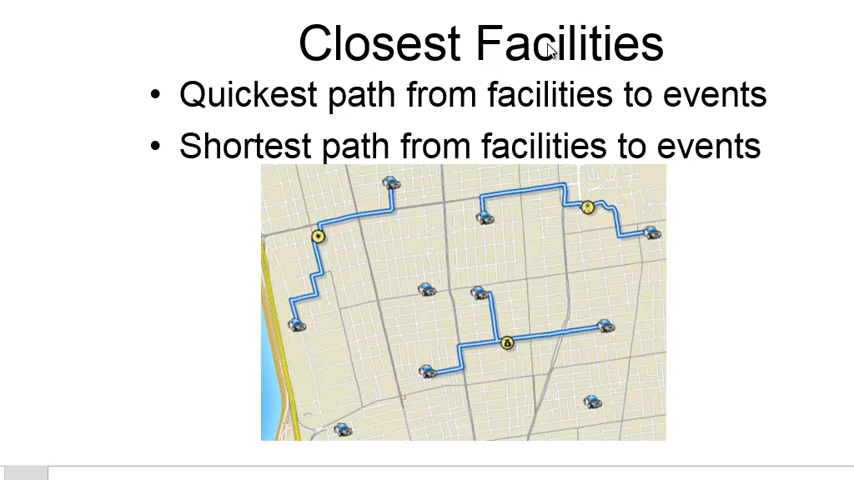 Closest Facilities
• Quickest path from facilities to events
• Shortest path from facilities to events